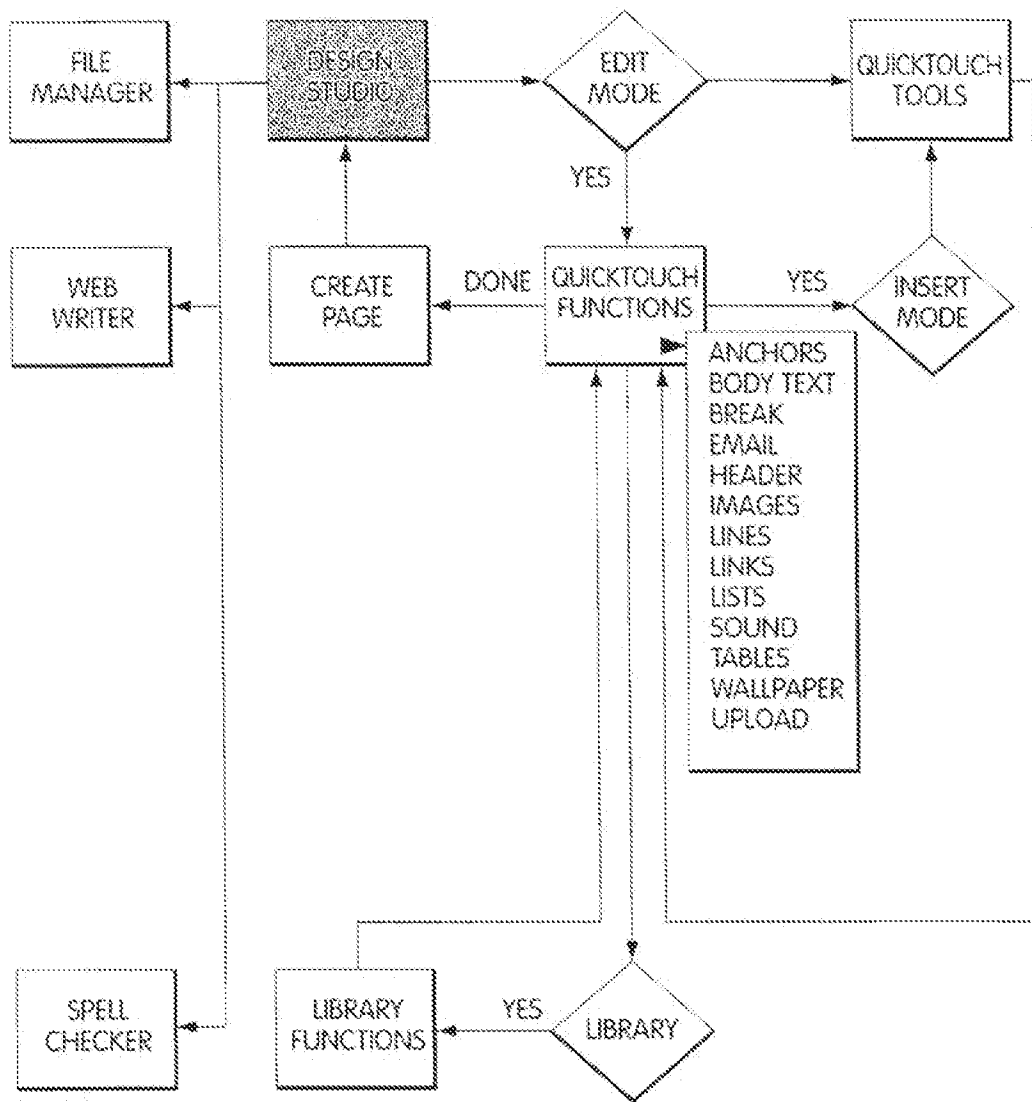 FILE
MANAGER
DESIGN
STUDIO
EDIT
MODE
QUICKTOUCH
TOOLS
YES
WEB
WRITER
CREATE
PAGE
DONE
QUICKTOUCH
FUNCTIONS
YES
INSERT
MODE
ANCHORS
BODY TEXT
BREAK
EMAIL
HEADER
IMAGES
LINES
LINKS
LISTS
SOUND
TABLES
WALLPAPER
UPLOAD
SPELL
CHECKER
LIBRARY
FUNCTIONS
YES
LIBRARY